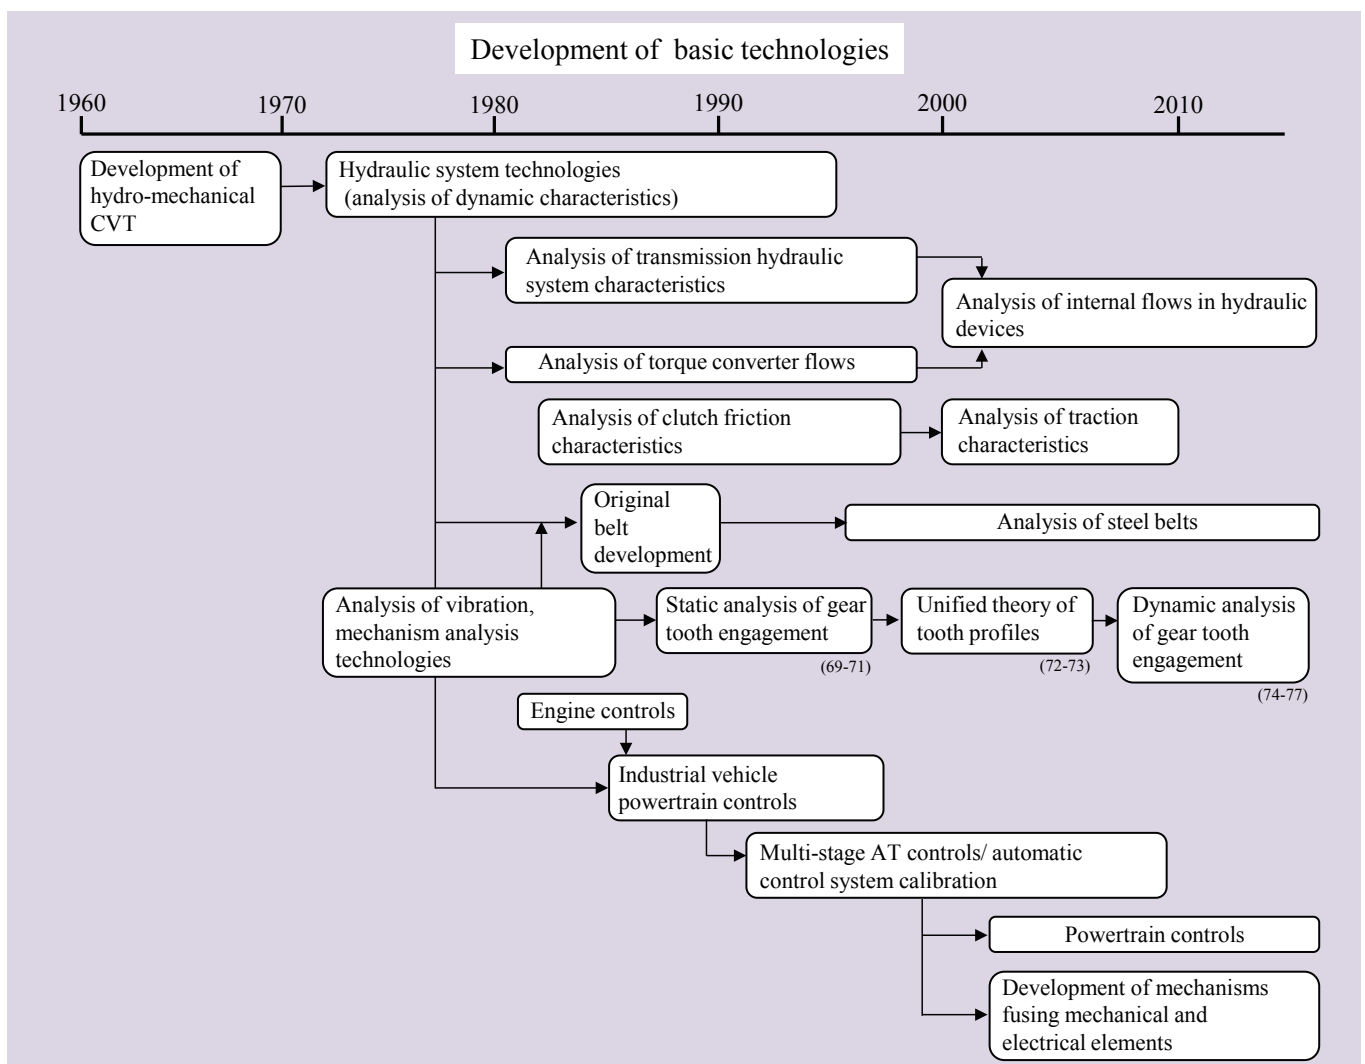 Development of basic technologies
1960 1970 1980 1990 2000 2010
Development of
hydro-mechanical
CVT
Hydraulic system technologies
(analysis of dynamic characteristics)
Analysis of transmission hydraulic
system characteristics
Analysis of internal flows in hydraulic
devices
Analysis of torque converter flows
Analysis of clutch friction
characteristics
Analysis of traction
characteristics
Original
belt
development
Analysis of steel belts
Analysis of vibration,
mechanism analysis
technologies
Static analysis of gear
tooth engagement
(69-71)
Unified theory of
tooth profiles
(72-73)
Dynamic analysis
of gear tooth
engagement
(74-77)
Engine controls
Industrial vehicle
powertrain controls
Multi-stage AT controls/ automatic
control system calibration
Powertrain controls
Development of mechanisms
fusing mechanical and
electrical elements